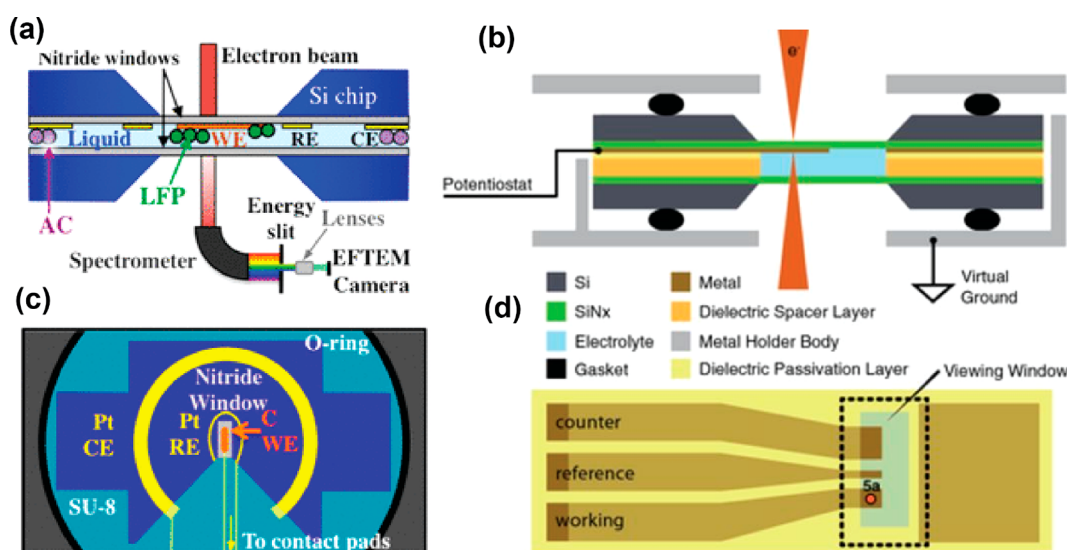 (a)
Nitride windows
Electron beam
Si chip
Liquid
WE
RE
CE
LFP
AC
Energy
slit
Lenses
Spectrometer
EFTEM
Camera
(b)
e-
Potentiostat
Virtual
Ground
Si
SiNx
Electrolyte
Gasket
Metal
Dielectric Spacer Layer
Metal Holder Body
Dielectric Passivation Layer
(c)
O-ring
Nitride
Window
Pt
CE
Pt
RE
C
WE
SU-8
To contact pads
(d)
Viewing Window
counter
reference
5a
working